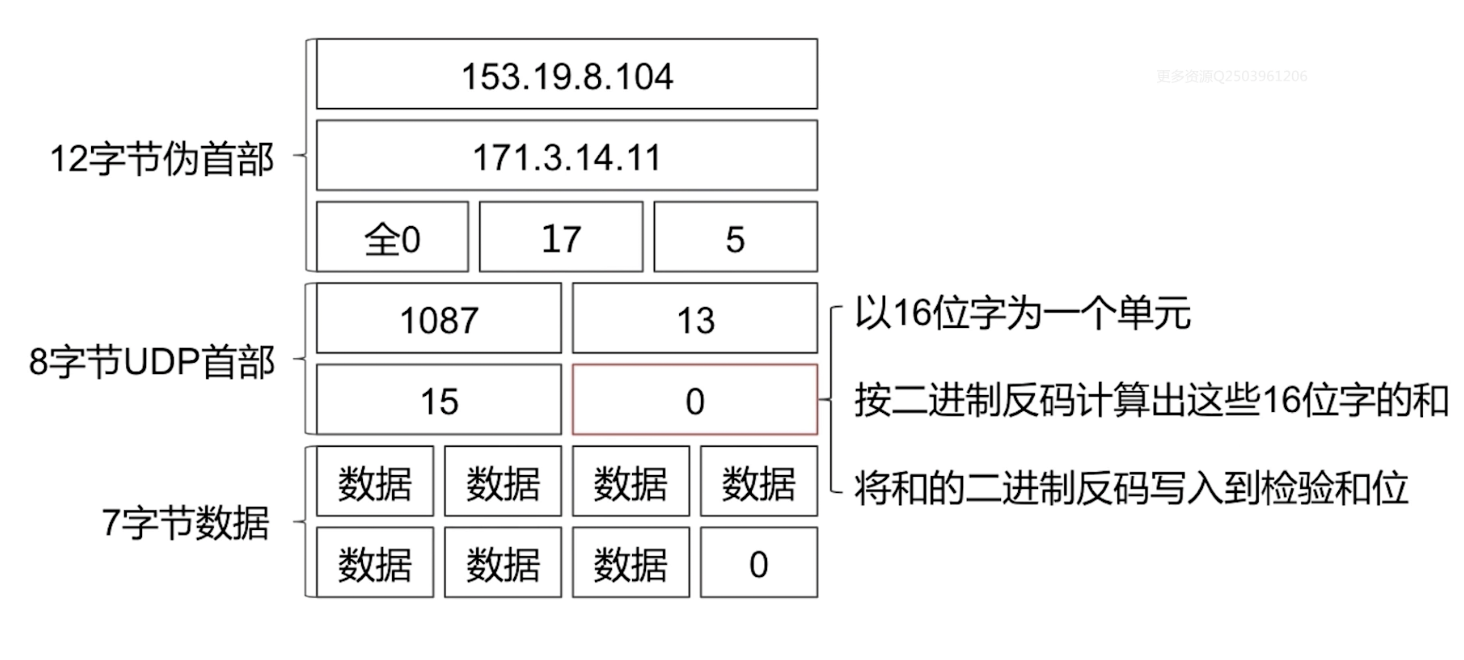 更多资源Q2503961206
153.19.8.104
12字节伪首部
171.3.14.11
全0 17 5
8字节UDP首部
1087 13
15 0
以16位字为一个单元
按二进制反码计算出这些16位字的和
将和的二进制反码写入到检验和位
7字节数据
数据 数据 数据 数据
数据 数据 数据 0